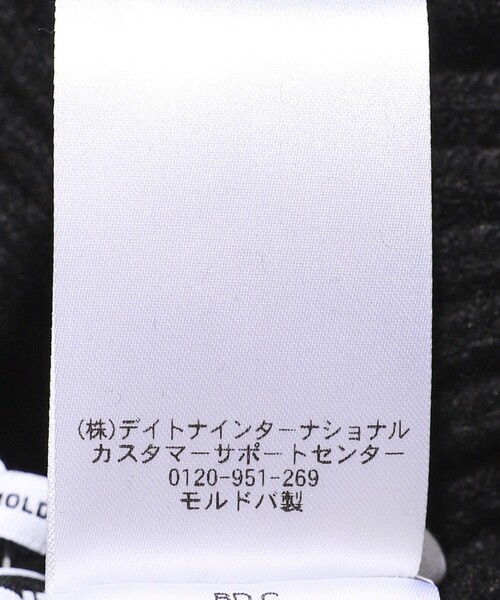 (株)デイトナインターナショナル
カスタマーサポートセンター
0120-951-269
モルドバ製
HOLD